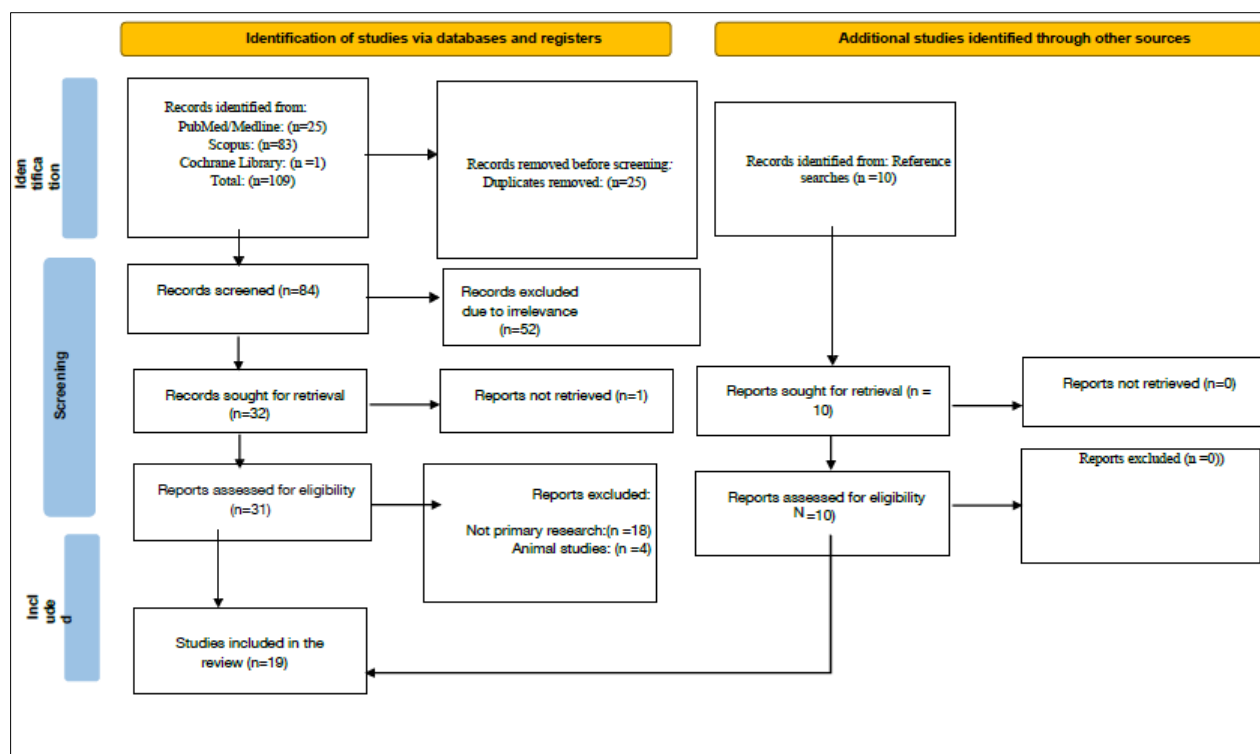 Identification of studies via databases and registers
Additional studies identified through other sources
Iden
tifica
tion
Records identified from:
PubMed/Medline: (n=25)
Scopus: (n=83)
Cochrane Library: (n =1)
Total: (n=109)
Records removed before screening:
Duplicates removed: (n=25)
Records identified from: Reference
searches (n =10)
Screening
Records screened (n=84)
Records excluded
due to irrelevance
(n=52)
Records sought for retrieval
(n=32)
Reports not retrieved (n=1)
Reports sought for retrieval (n =
10)
Reports not retrieved (n=0)
Reports assessed for eligibility
(n=31)
Reports excluded:
Not primary research:(n =18)
Animal studies: (n =4)
Reports assessed for eligibility
N =10)
Reports excluded (n =0))
Incl
ude
d
Studies included in the
review (n=19)